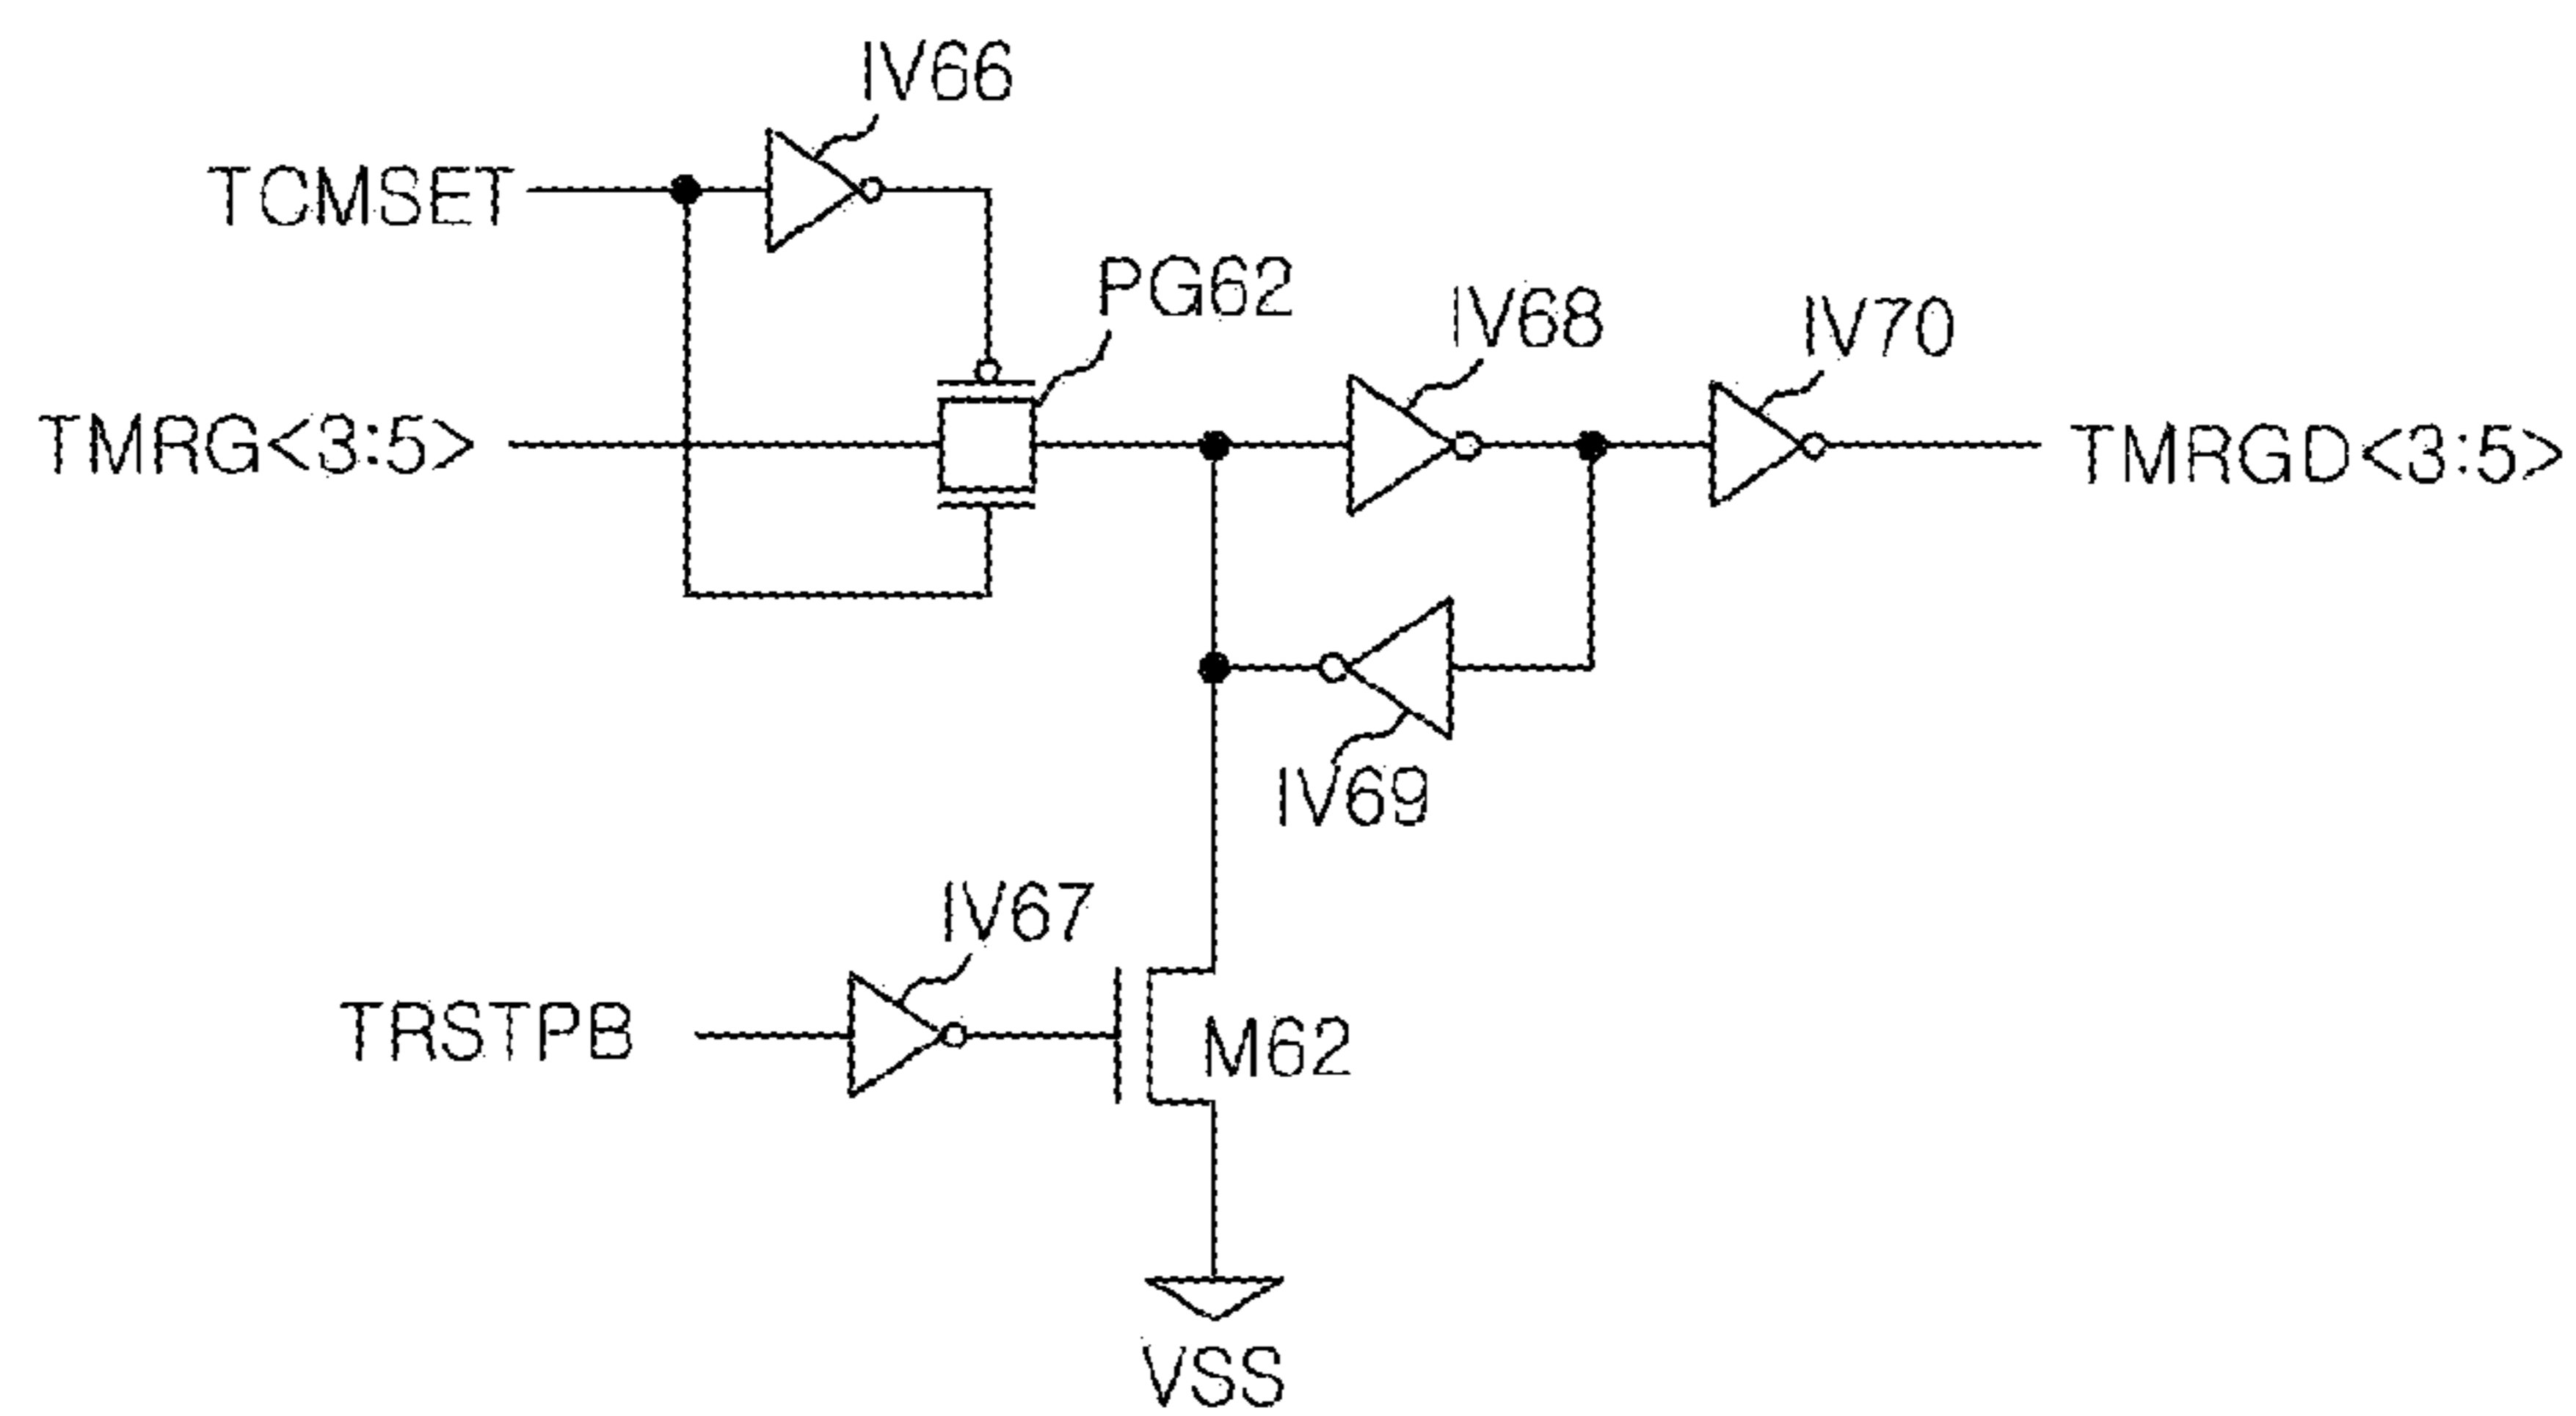 IV66
TCMSET
PG62
IV68
IV70
TMRG<3:5>
TMRGD<3:5>
IV69
IV67
TRSTPB
M62
VSS